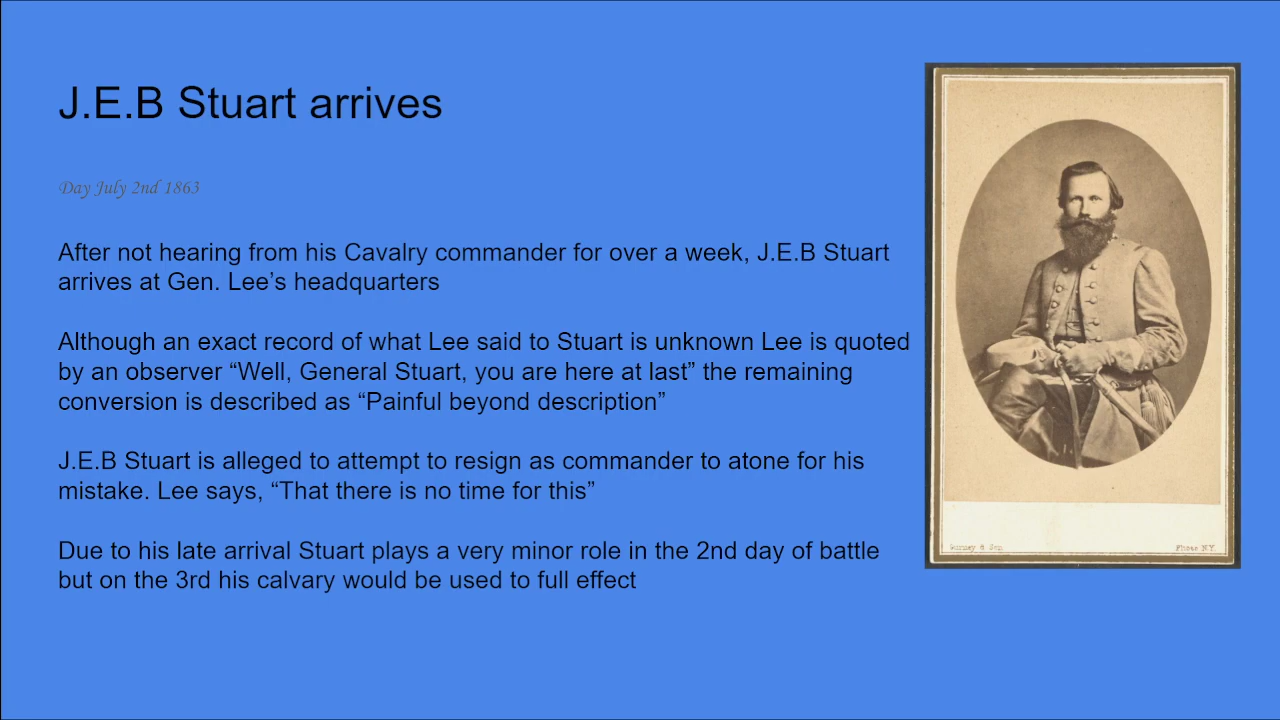 J.E.B Stuart arrives
Day July 2nd 1863
After not hearing from his Cavalry commander for over a week, J.E.B Stuart
arrives at Gen. Lee’s headquarters
Although an exact record of what Lee said to Stuart is unknown Lee is quoted
by an observer “Well, General Stuart, you are here at last” the remaining
conversion is described as “Painful beyond description”
J.E.B Stuart is alleged to attempt to resign as commander to atone for his
mistake. Lee says, “That there is no time for this”
Due to his late arrival Stuart plays a very minor role in the 2nd day of battle
but on the 3rd his calvary would be used to full effect
Gurney & Son
Photo N.Y.